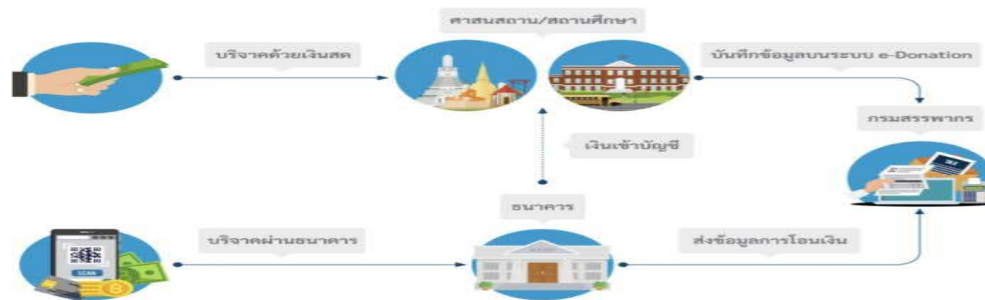 ศาสนสถาน/สถานศึกษา
บริจาคด้วยเงินสด
บันทึกข้อมูลบนระบบ e-Donation
กรมสรรพากร
เงินเข้าบัญชี
ธนาคาร
บริจาคผ่านธนาคาร
ส่งข้อมูลการโอนเงิน
SCAN